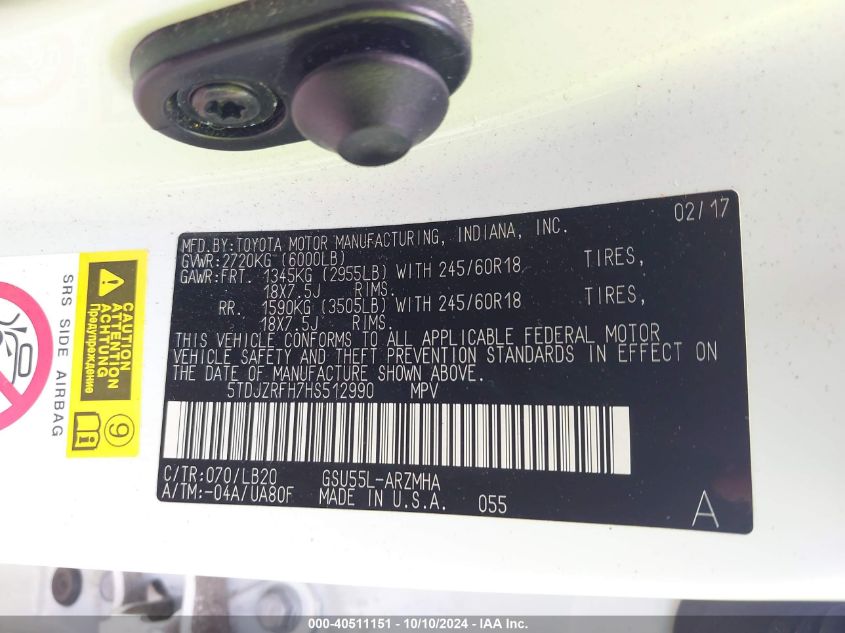 02/17
MFD.BY:TOYOTA MOTOR MANUFACTURING, INDIANA, INC.
GVWR:2720KG (6000LB)
GAWR:FRT. 1345KG (2955LB) WITH 245/60R18 TIRES,
18X7.5J RIMS,
RR. 1590KG (3505LB) WITH 245/60R18 TIRES,
18X7.5J RIMS.
THIS VEHICLE CONFORMS TO ALL APPLICABLE FEDERAL MOTOR
VEHICLE SAFETY AND THEFT PREVENTION STANDARDS IN EFFECT ON
THE DATE OF MANUFACTURE SHOWN ABOVE.
5TDJZRFH7HS512990 MPV
C/TR:070/LB20 GSU55L-ARZMHA
A/TM:-04A/UA80F MADE IN U.S.A. 055
A
SRS SIDE AIRBAG
CAUTION
ATTENTION
ACHTUNG
Предупреждение
9
000-40511151 - 10/10/2024 - IAA Inc.